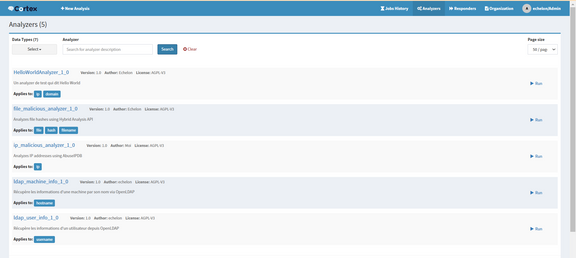 Cortex
+ New Analysis
Jobs History
Analyzers
Responders
Organization
echelon/Admin
Analyzers (5)
Data Types (7)
Analyzer
Page size
Select
Search for analyzer description
Search
Clear
50 / page
HelloWorldAnalyzer_1_0 Version: 1.0 Author: Echelon License: AGPL-V3
Un analyzer de test qui dit Hello World
Run
Applies to: ip domain
file_malicious_analyzer_1_0 Version: 1.0 Author: Echelon License: AGPL-V3
Analyzes file hashes using Hybrid Analysis API
Run
Applies to: file hash filename
ip_malicious_analyzer_1_0 Version: 1.0 Author: License: AGPL-V3
Analyzes IP addresses using AbuseIPDB
Run
Applies to: ip
ldap_machine_info_1_0 Version: 1.0 Author: echelon License: AGPL-V3
Récupère les informations d'une machine par son nom via OpenLDAP
Run
Applies to: hostname
ldap_user_info_1_0 Version: 1.0 Author: echelon License: AGPL-V3
Récupère les informations d'un utilisateur depuis OpenLDAP
Run
Applies to: username